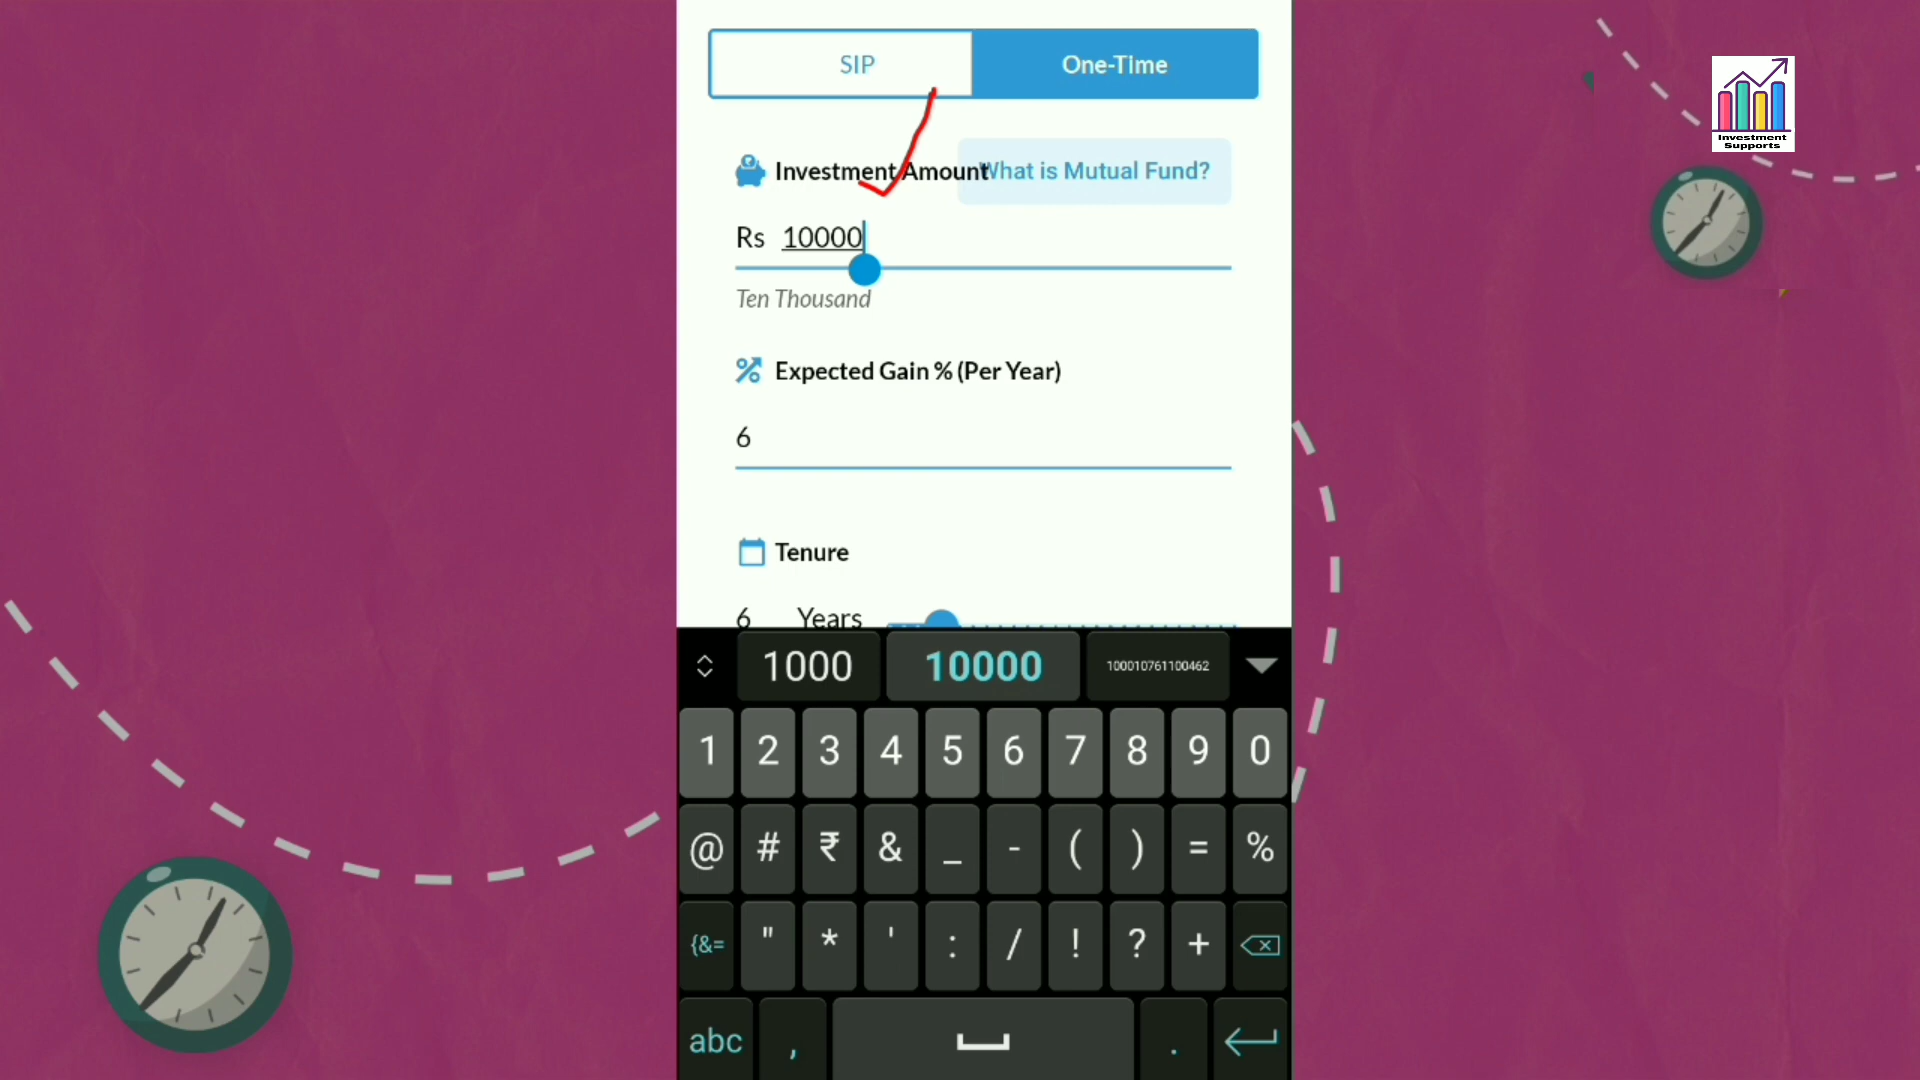 SIP One-Time
Investment Amount
What is Mutual Fund?
Rs 10000
Ten Thousand
Expected Gain % (Per Year)
6
Tenure
6 Years
1000 10000 100010761100462
1 2 3 4 5 6 7 8 9 0
@ # ₹ & _ - ( ) = %
{&= " * ' : / ! ? +
abc , .
Investment
Supports